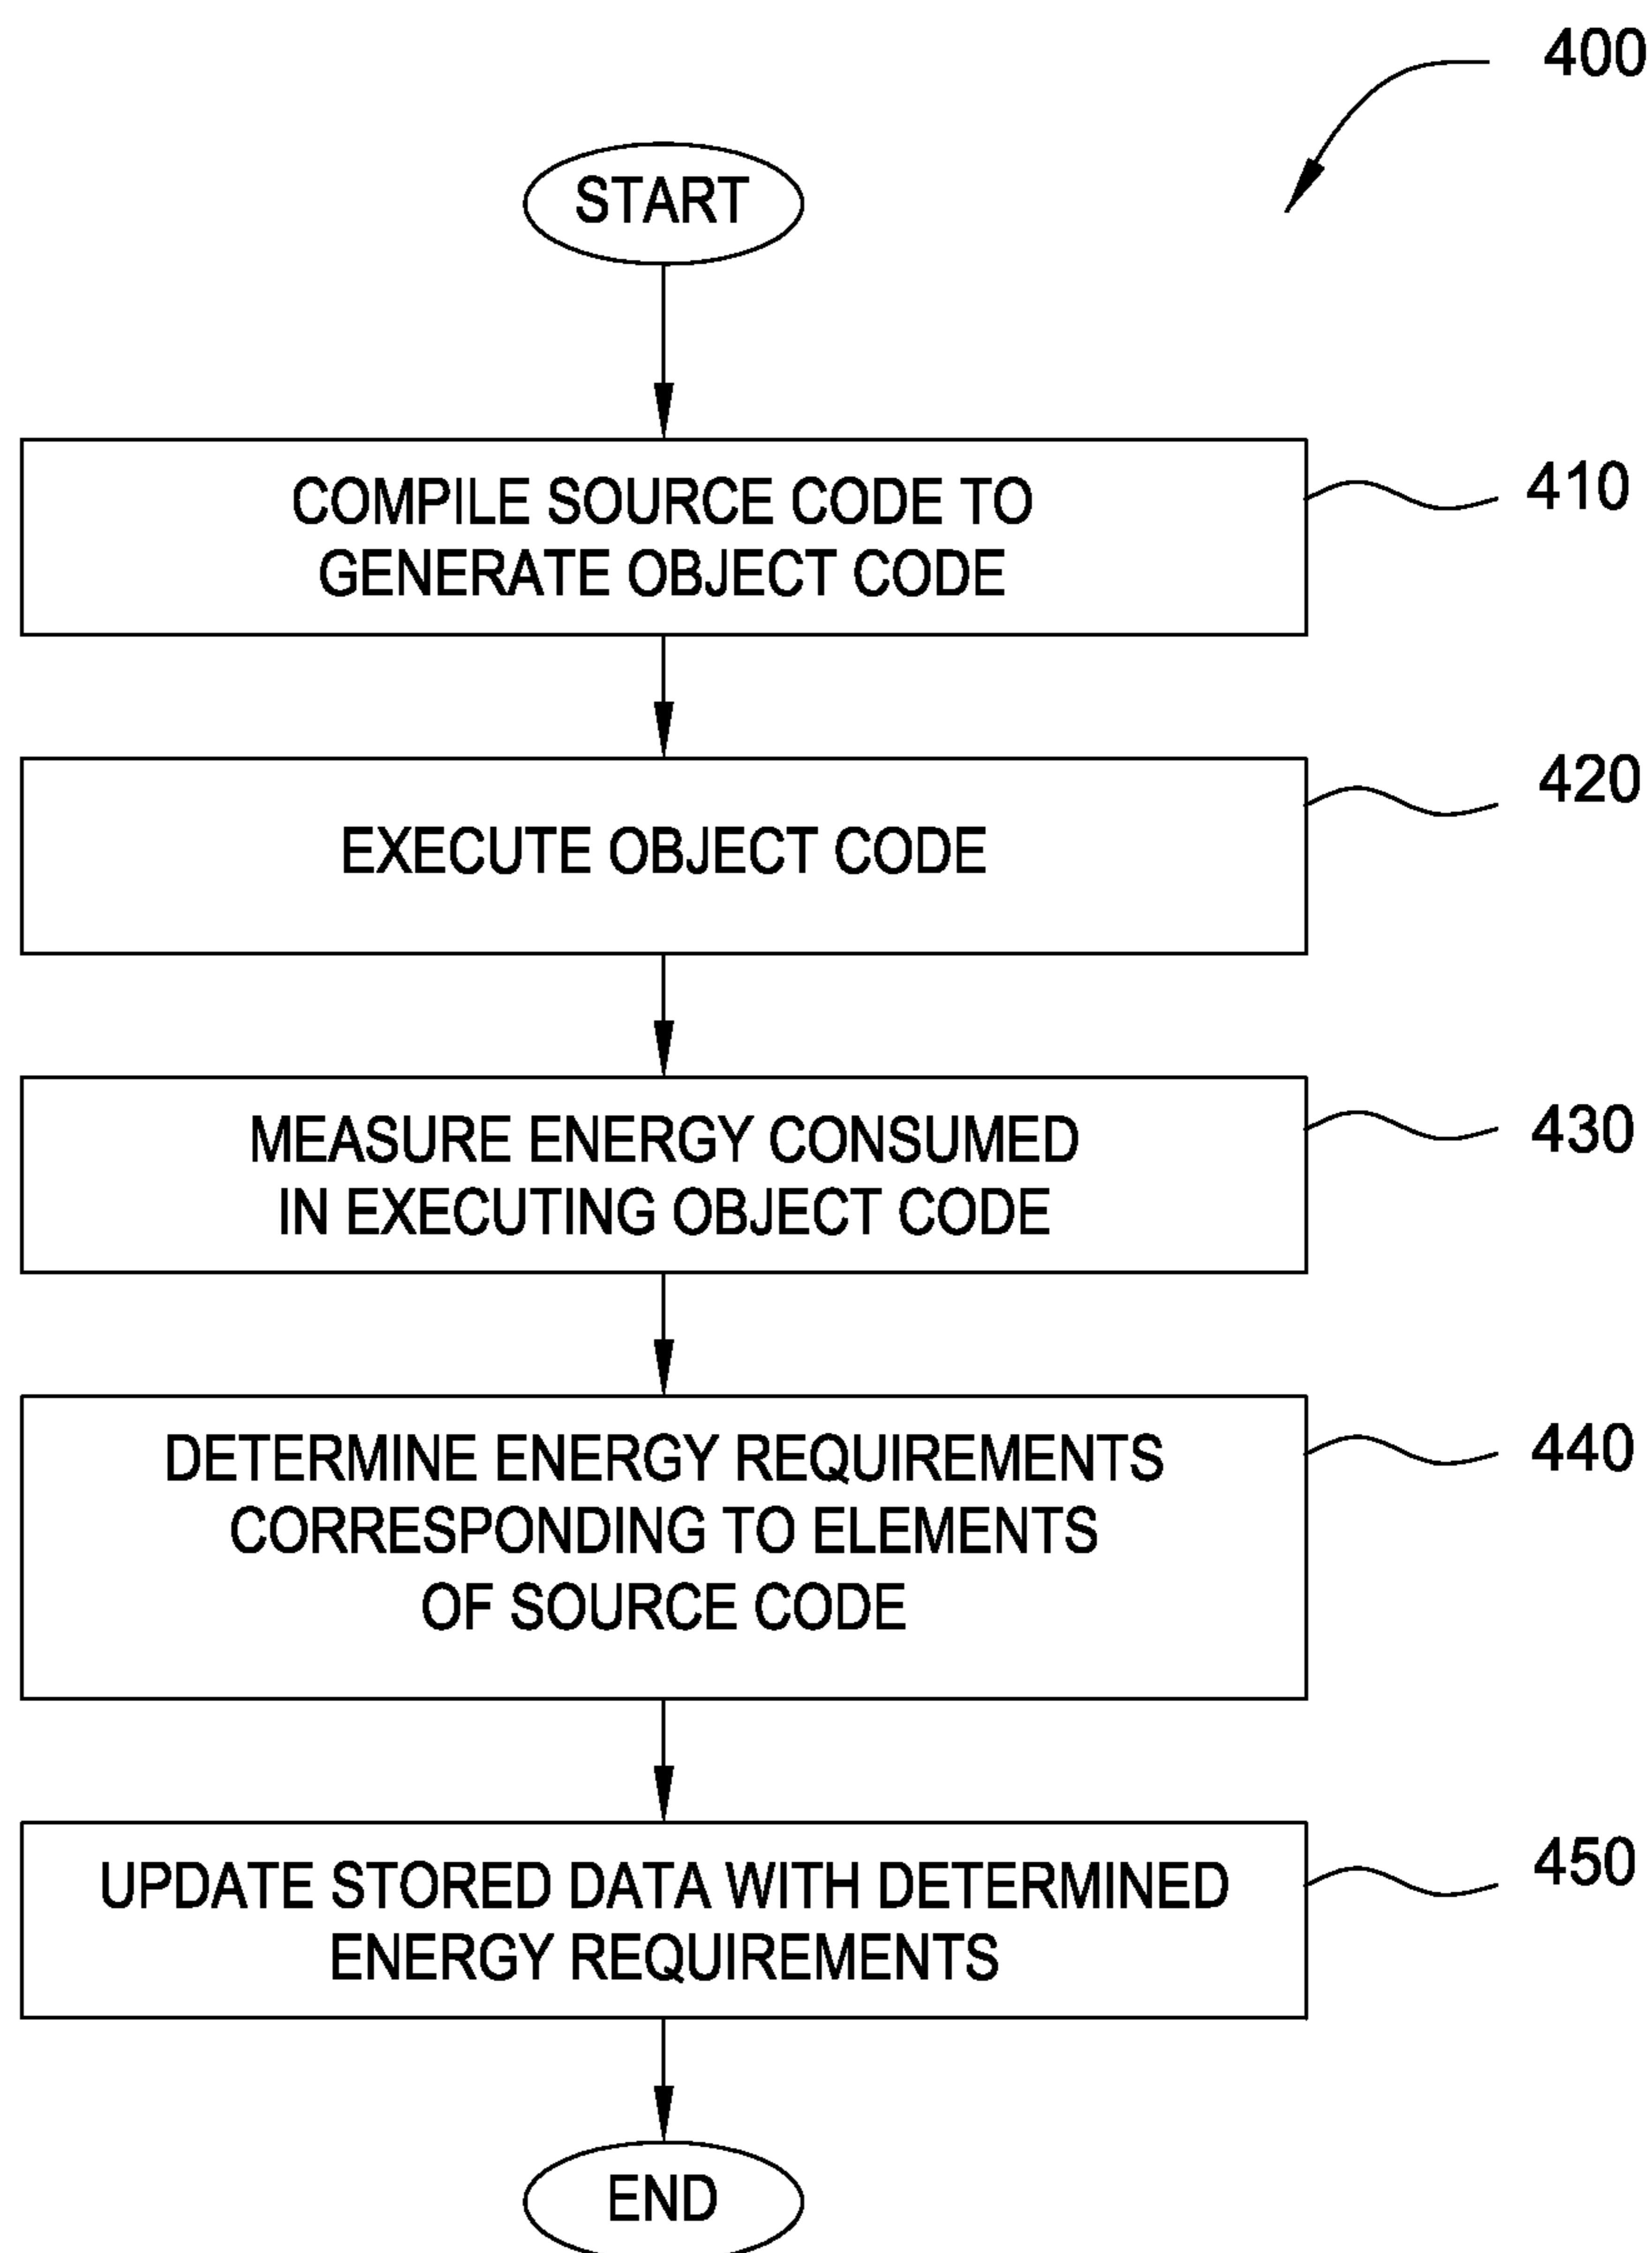 400
START
COMPILE SOURCE CODE TO
GENERATE OBJECT CODE
410
EXECUTE OBJECT CODE
420
MEASURE ENERGY CONSUMED
IN EXECUTING OBJECT CODE
430
DETERMINE ENERGY REQUIREMENTS
CORRESPONDING TO ELEMENTS
OF SOURCE CODE
440
UPDATE STORED DATA WITH DETERMINED
ENERGY REQUIREMENTS
450
END